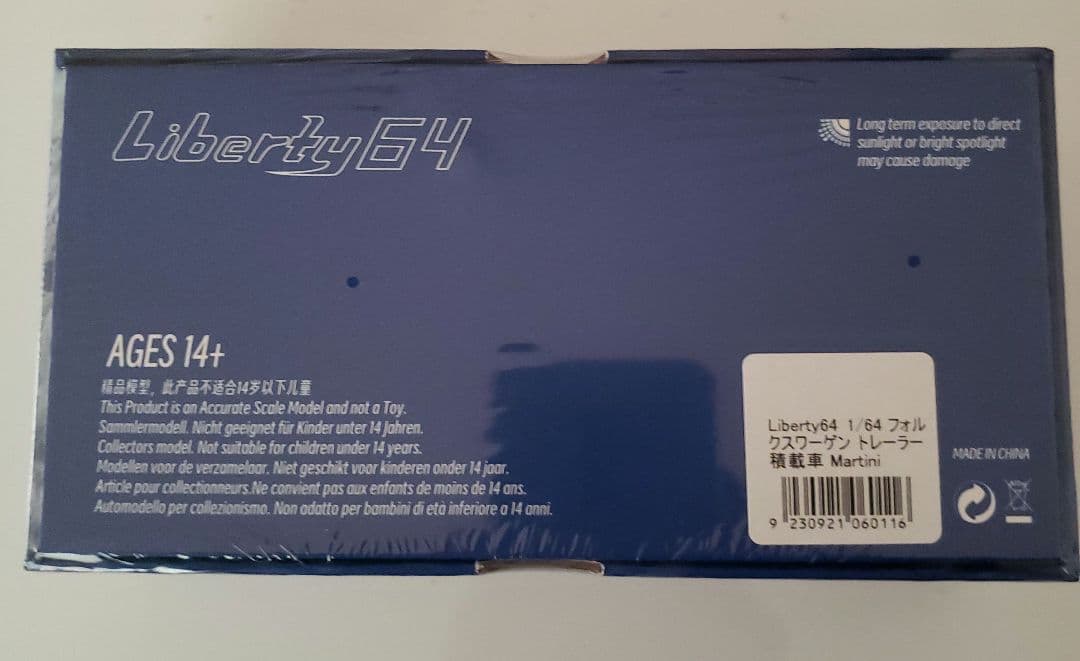 Liberty64
Long term exposure to direct
sunlight or bright spotlight
may cause damage
AGES 14+
精品模型，此产品不适合14岁以下儿童
This Product is an Accurate Scale Model and not a Toy.
Sammlermodell. Nicht geeignet für Kinder unter 14 Jahren.
Collectors model. Not suitable for children under 14 years.
Modellen voor de verzamelaar. Niet geschikt voor kinderen onder 14 jaar.
Article pour collectionneurs.Ne convient pas aux enfants de moins de 14 ans.
Automodello per collezionismo. Non adatto per bambini di età inferiore a 14 anni.
Liberty64 1/64 フォル
クスワーゲン トレーラー
積載車 Martini
9 230921 060116
MADE IN CHINA